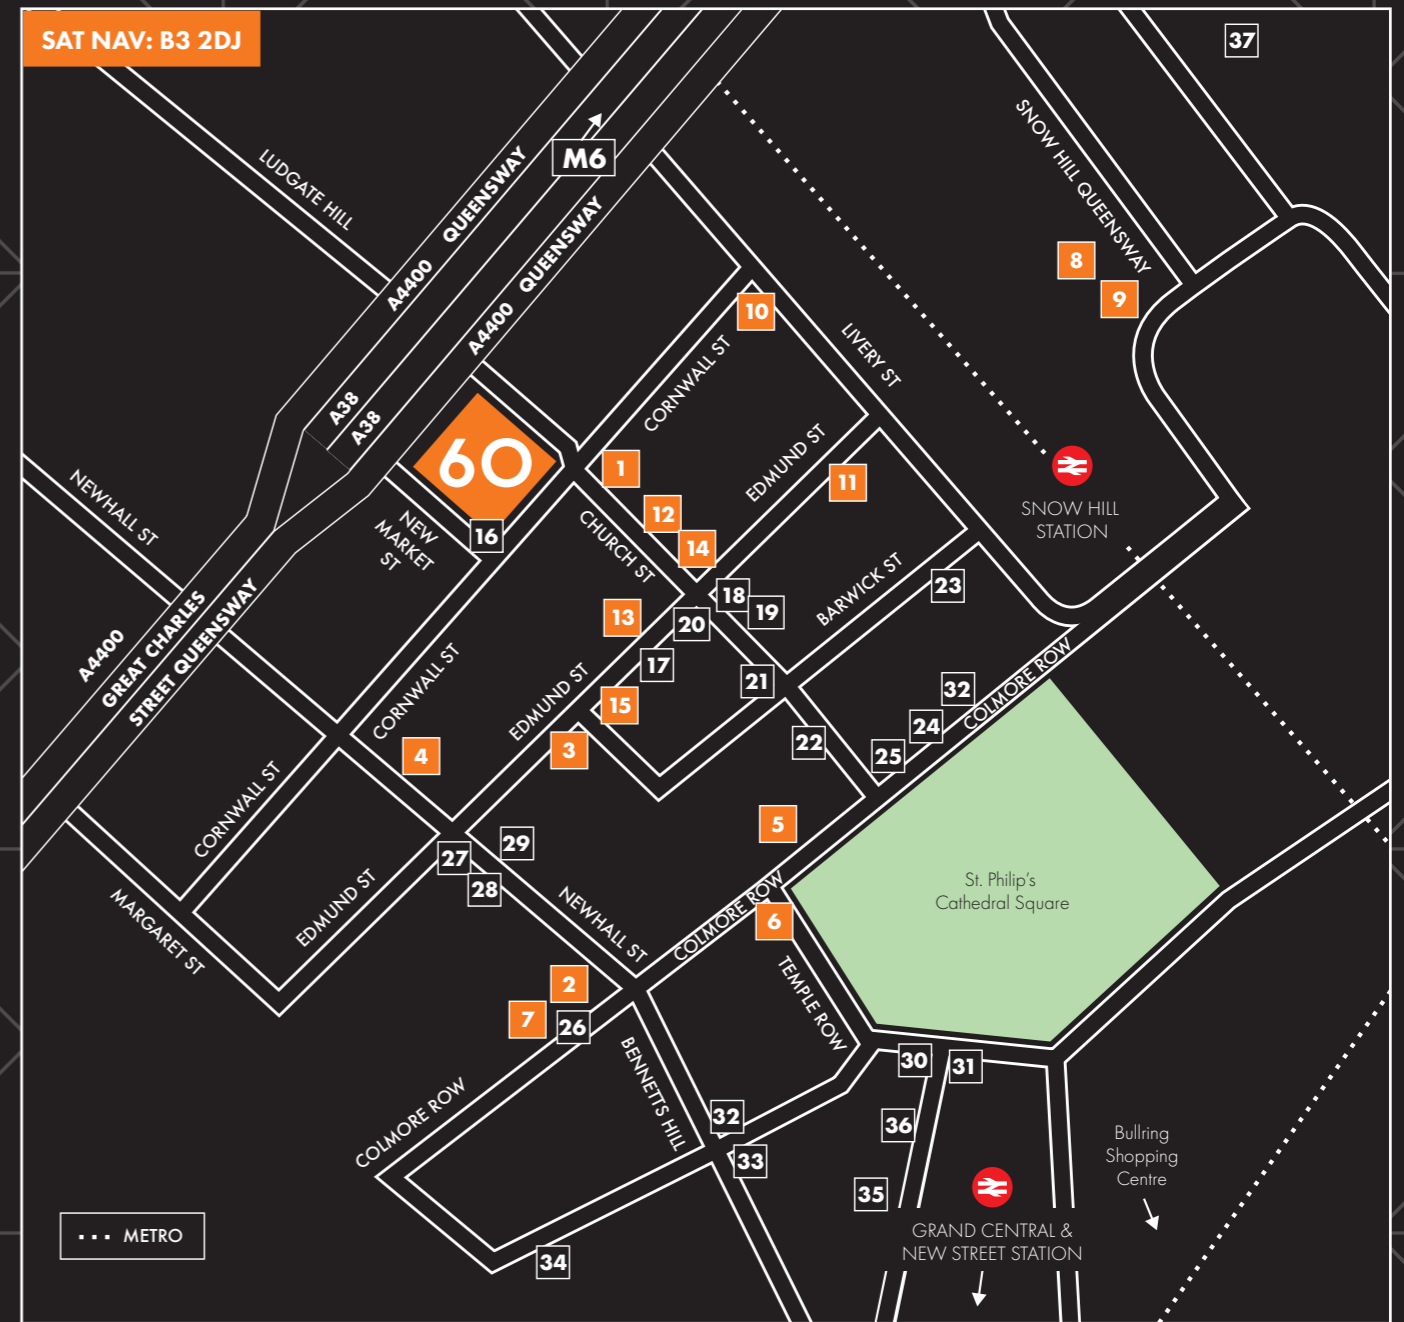 SAT NAV: B3 2DJ
37
LUDGATE HILL
M6
A4400
QUEENSWAY
A4400
QUEENSWAY
SNOW HILL QUEENSWAY
8
9
10
CORNWALL ST
LIVERY ST
A38
A38
60
1
EDMUND ST
11
SNOW HILL
STATION
NEWHALL ST
NEW
MARKET
ST
16
12
14
CHURCH ST
BARWICK ST
23
18
19
13
20
17
21
A4400
GREAT CHARLES
STREET QUEENSWAY
CORNWALL ST
EDMUND ST
15
3
4
22
32
24
25
COLMORE ROW
CORNWALL ST
5
29
27
28
St. Philip's
Cathedral Square
MARGARET ST
EDMUND ST
NEWHALL ST
COLMORE ROW
6
TEMPLE ROW
2
7
26
BENNETTS HILL
30
31
COLMORE ROW
32
36
33
35
Bullring
Shopping
Centre
GRAND CENTRAL &
NEW STREET STATION
METRO
34